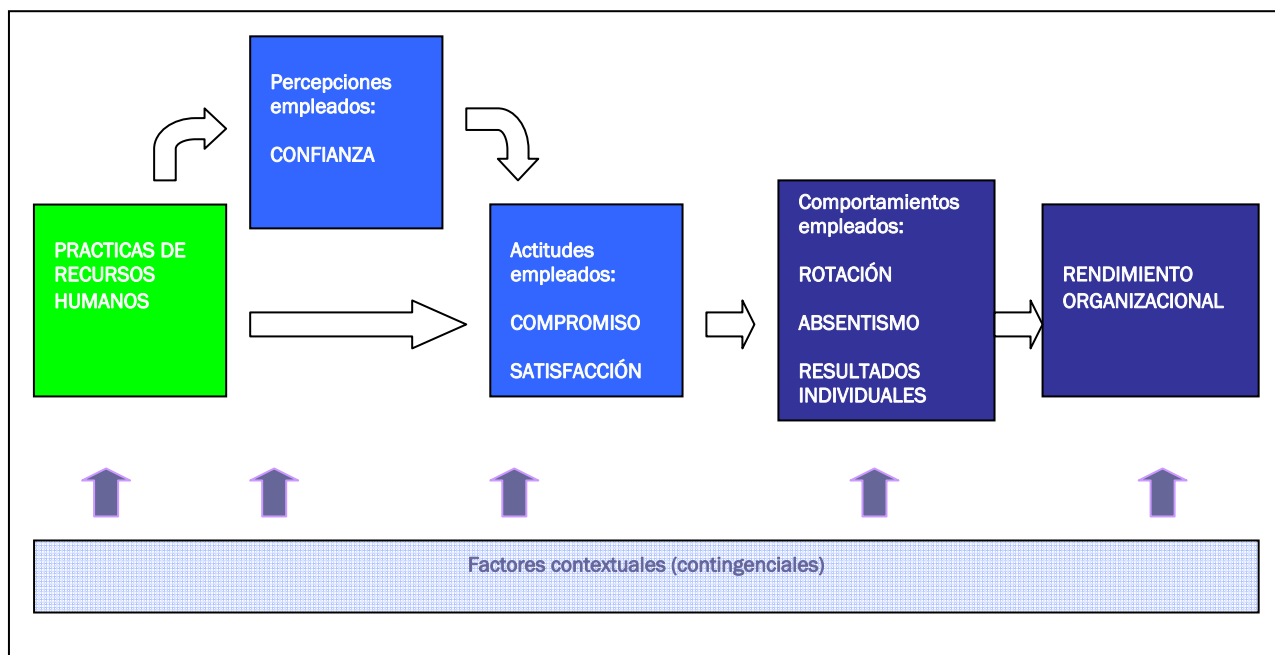 Percepciones
empleados:
CONFIANZA
PRACTICAS DE
RECURSOS
HUMANOS
Actitudes
empleados:
COMPROMISO
SATISFACCIÓN
Comportamientos
empleados:
ROTACIÓN
ABSENTISMO
RESULTADOS
INDIVIDUALES
RENDIMIENTO
ORGANIZACIONAL
Factores contextuales (contingenciales)